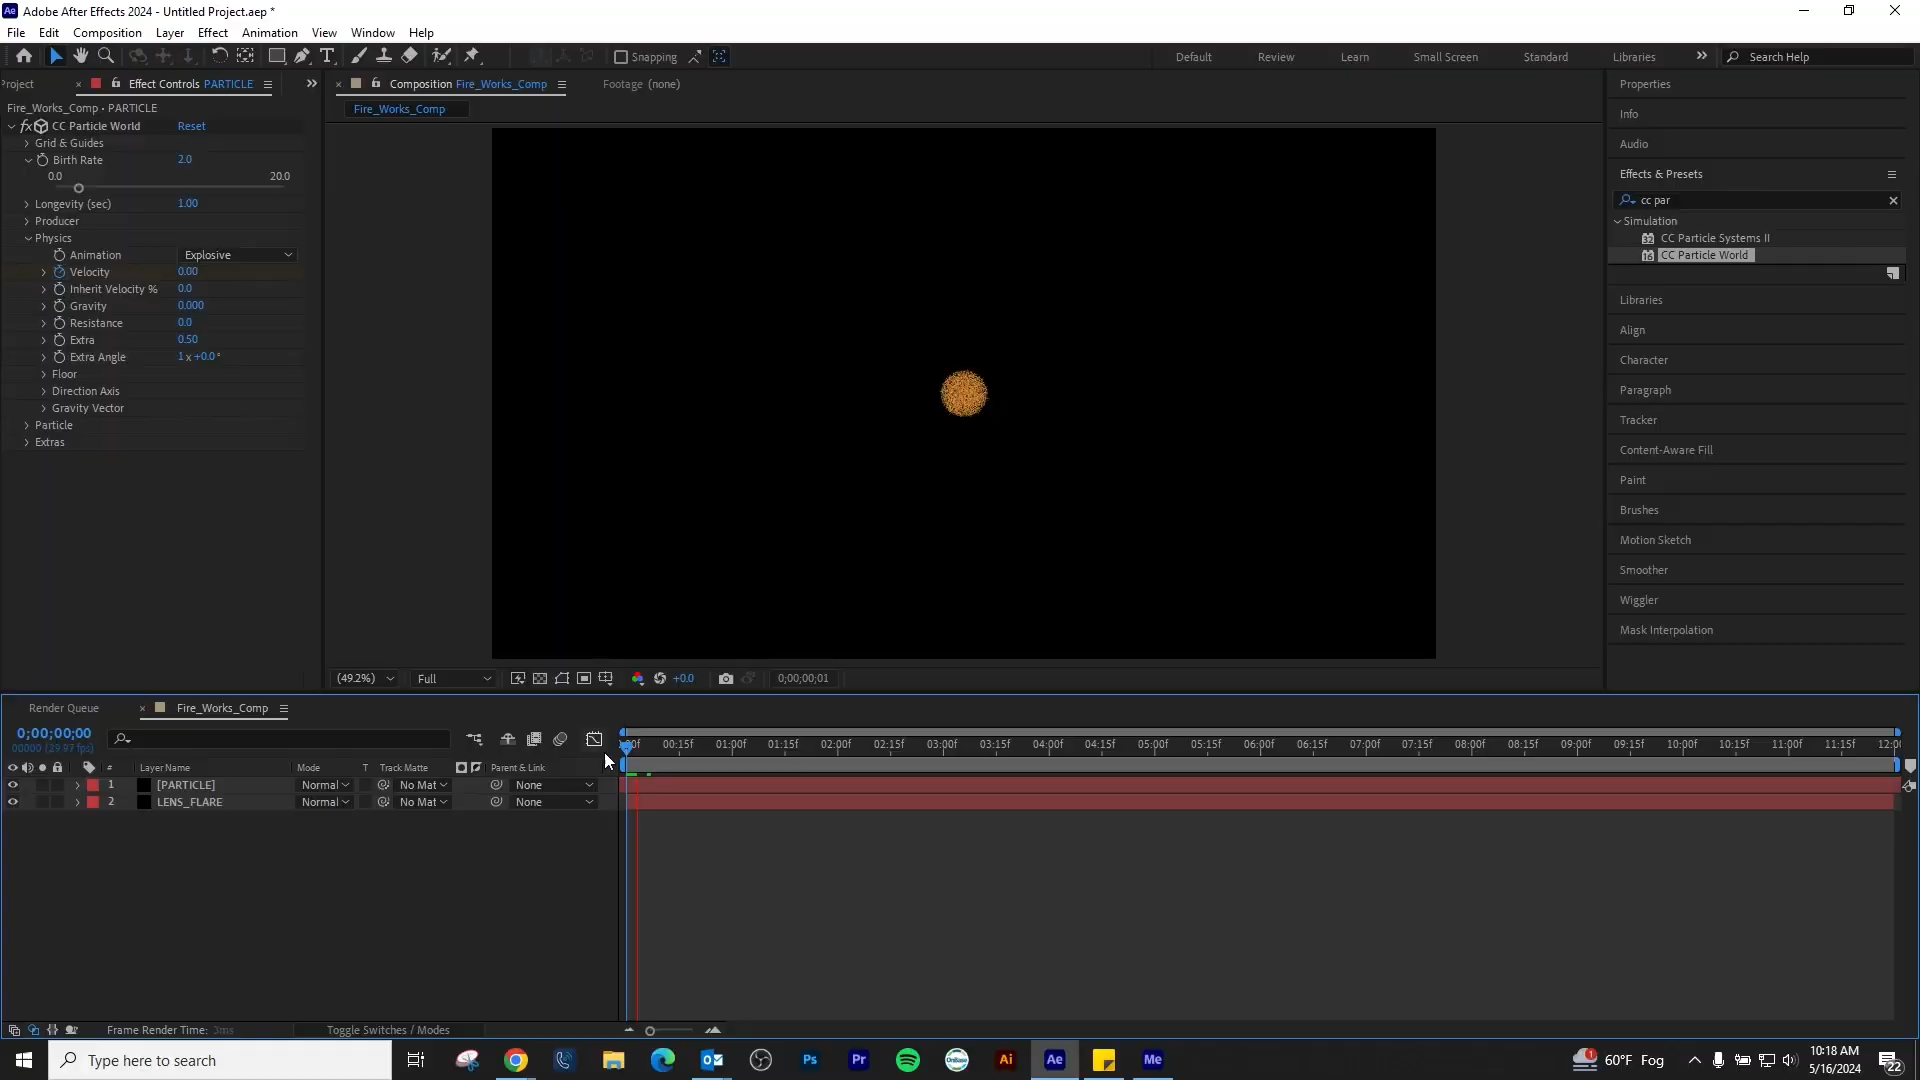 Adobe After Effects 2024 - Untitled Project.aep *
File Edit Composition Layer Effect Animation View Window Help
Snapping
Default Review Learn Small Screen Standard Libraries Search Help
Project Effect Controls PARTICLE
Composition Fire_Works_Comp Footage (none)
Fire_Works_Comp • PARTICLE
Fire_Works_Comp
fx CC Particle World Reset
Grid & Guides
Birth Rate 2.0
0.0 20.0
Longevity (sec) 1.00
Producer
Physics
Animation Explosive
Velocity 0.00
Inherit Velocity % 0.0
Gravity 0.000
Resistance 0.0
Extra 0.50
Extra Angle 1 x +0.0 °
Floor
Direction Axis
Gravity Vector
Particle
Extras
Properties
Info
Audio
Effects & Presets
cc par
Simulation
32 CC Particle Systems II
16 CC Particle World
Libraries
Align
Character
Paragraph
Tracker
Content-Aware Fill
Paint
Brushes
Motion Sketch
Smoother
Wiggler
Mask Interpolation
(49.2%) Full +0.0 0;00;00;01
Render Queue Fire_Works_Comp
0;00;00;00
00000 (29.97 fps)
00f 00:15f 01:00f 01:15f 02:00f 02:15f 03:00f 03:15f 04:00f 04:15f 05:00f 05:15f 06:00f 06:15f 07:00f 07:15f 08:00f 08:15f 09:00f 09:15f 10:00f 10:15f 11:00f 11:15f 12:0
# Layer Name Mode T Track Matte Parent & Link
1 [PARTICLE] Normal No Mat None
2 LENS_FLARE Normal No Mat None
Frame Render Time: 3ms Toggle Switches / Modes
Type here to search
Ps Pr OnBase Ai Ae Me
1 60°F Fog
10:18 AM
5/16/2024
22